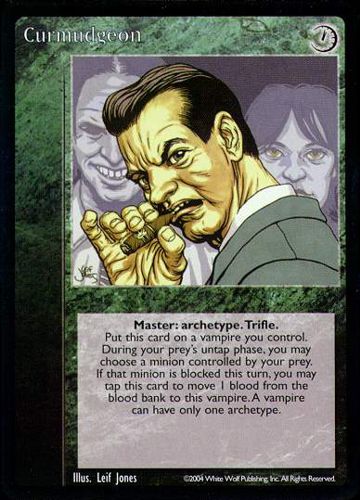 Curmudgeon
Master: archetype. Trifle.
Put this card on a vampire you control.
During your prey's untap phase, you may
choose a minion controlled by your prey.
If that minion is blocked this turn, you may
tap this card to move 1 blood from the
blood bank to this vampire. A vampire
can have only one archetype.
Illus. Leif Jones
©2004 White Wolf Publishing, Inc. All Rights Reserved.